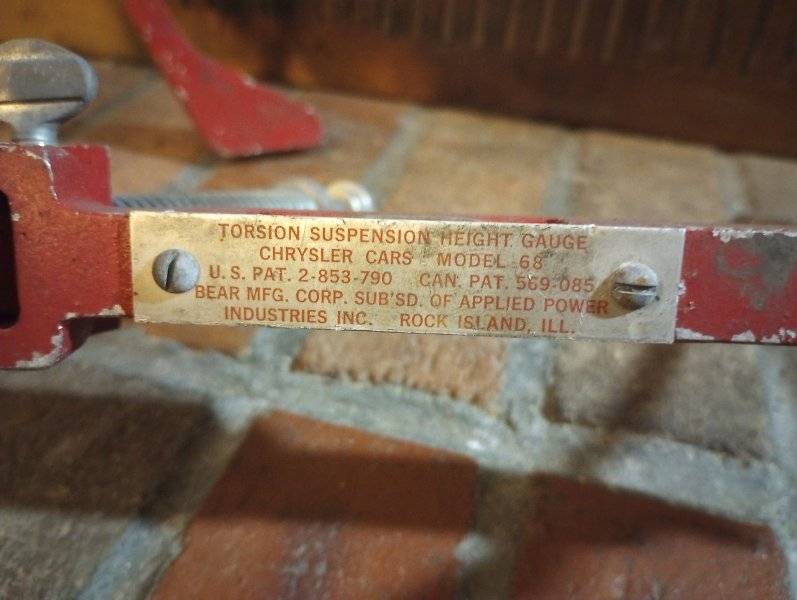 TORSION SUSPENSION HEIGHT GAUGE
CHRYSLER CARS MODEL 68
U.S. PAT. 2-853-790 CAN. PAT. 569-085
BEAR MFG. CORP. SUB'SD. OF APPLIED POWER
INDUSTRIES INC. ROCK ISLAND, ILL.